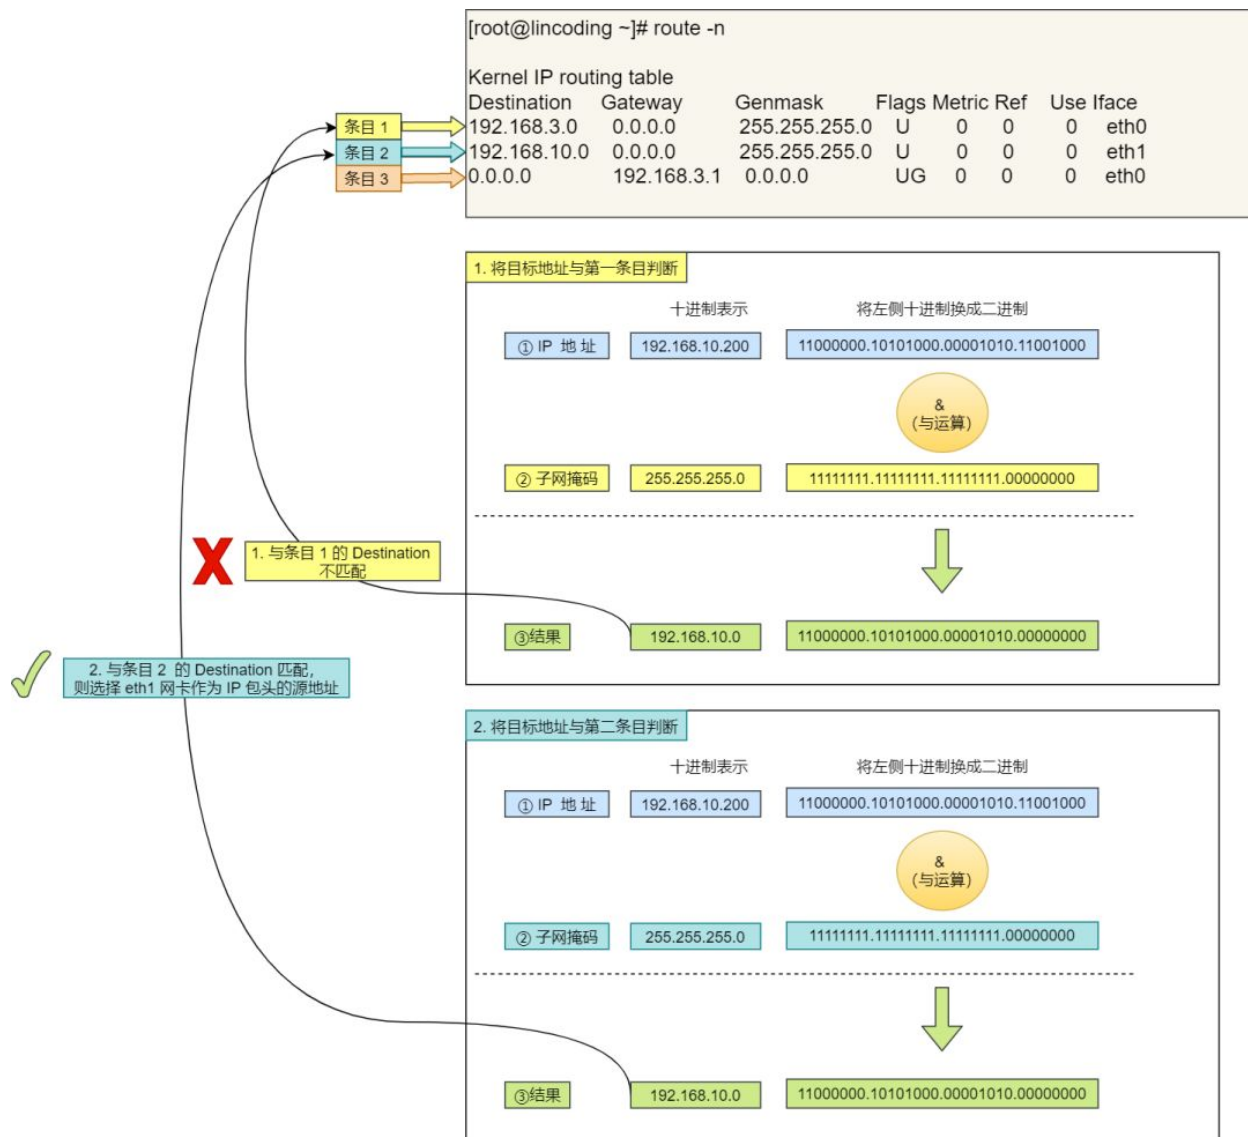 [root@lincoding ~]# route -n
Kernel IP routing table
Destination Gateway Genmask Flags Metric Ref Use Iface
条目 1 192.168.3.0 0.0.0.0 255.255.255.0 U 0 0 0 eth0
条目 2 192.168.10.0 0.0.0.0 255.255.255.0 U 0 0 0 eth1
条目 3 0.0.0.0 192.168.3.1 0.0.0.0 UG 0 0 0 eth0
1. 将目标地址与第一条目判断
十进制表示 将左侧十进制换成二进制
① IP 地址 192.168.10.200 11000000.10101000.00001010.11001000
&
(与运算)
② 子网掩码 255.255.255.0 11111111.11111111.11111111.00000000
1. 与条目 1 的 Destination
不匹配
③结果 192.168.10.0 11000000.10101000.00001010.00000000
2. 与条目 2 的 Destination 匹配,
则选择 eth1 网卡作为 IP 包头的源地址
2. 将目标地址与第二条目判断
十进制表示 将左侧十进制换成二进制
① IP 地址 192.168.10.200 11000000.10101000.00001010.11001000
&
(与运算)
② 子网掩码 255.255.255.0 11111111.11111111.11111111.00000000
③结果 192.168.10.0 11000000.10101000.00001010.00000000